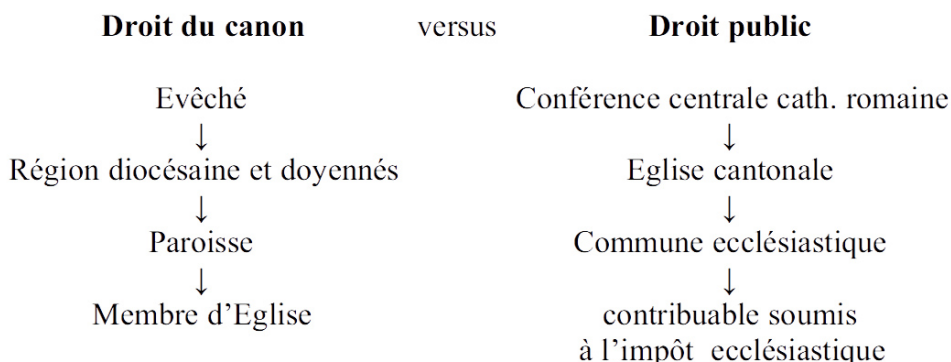 Droit du canon versus Droit public
Evêché Conférence centrale cath. romaine
↓ ↓
Région diocésaine et doyennés Eglise cantonale
↓ ↓
Paroisse Commune ecclésiastique
↓ ↓
Membre d'Eglise contribuable soumis
à l'impôt ecclésiastique